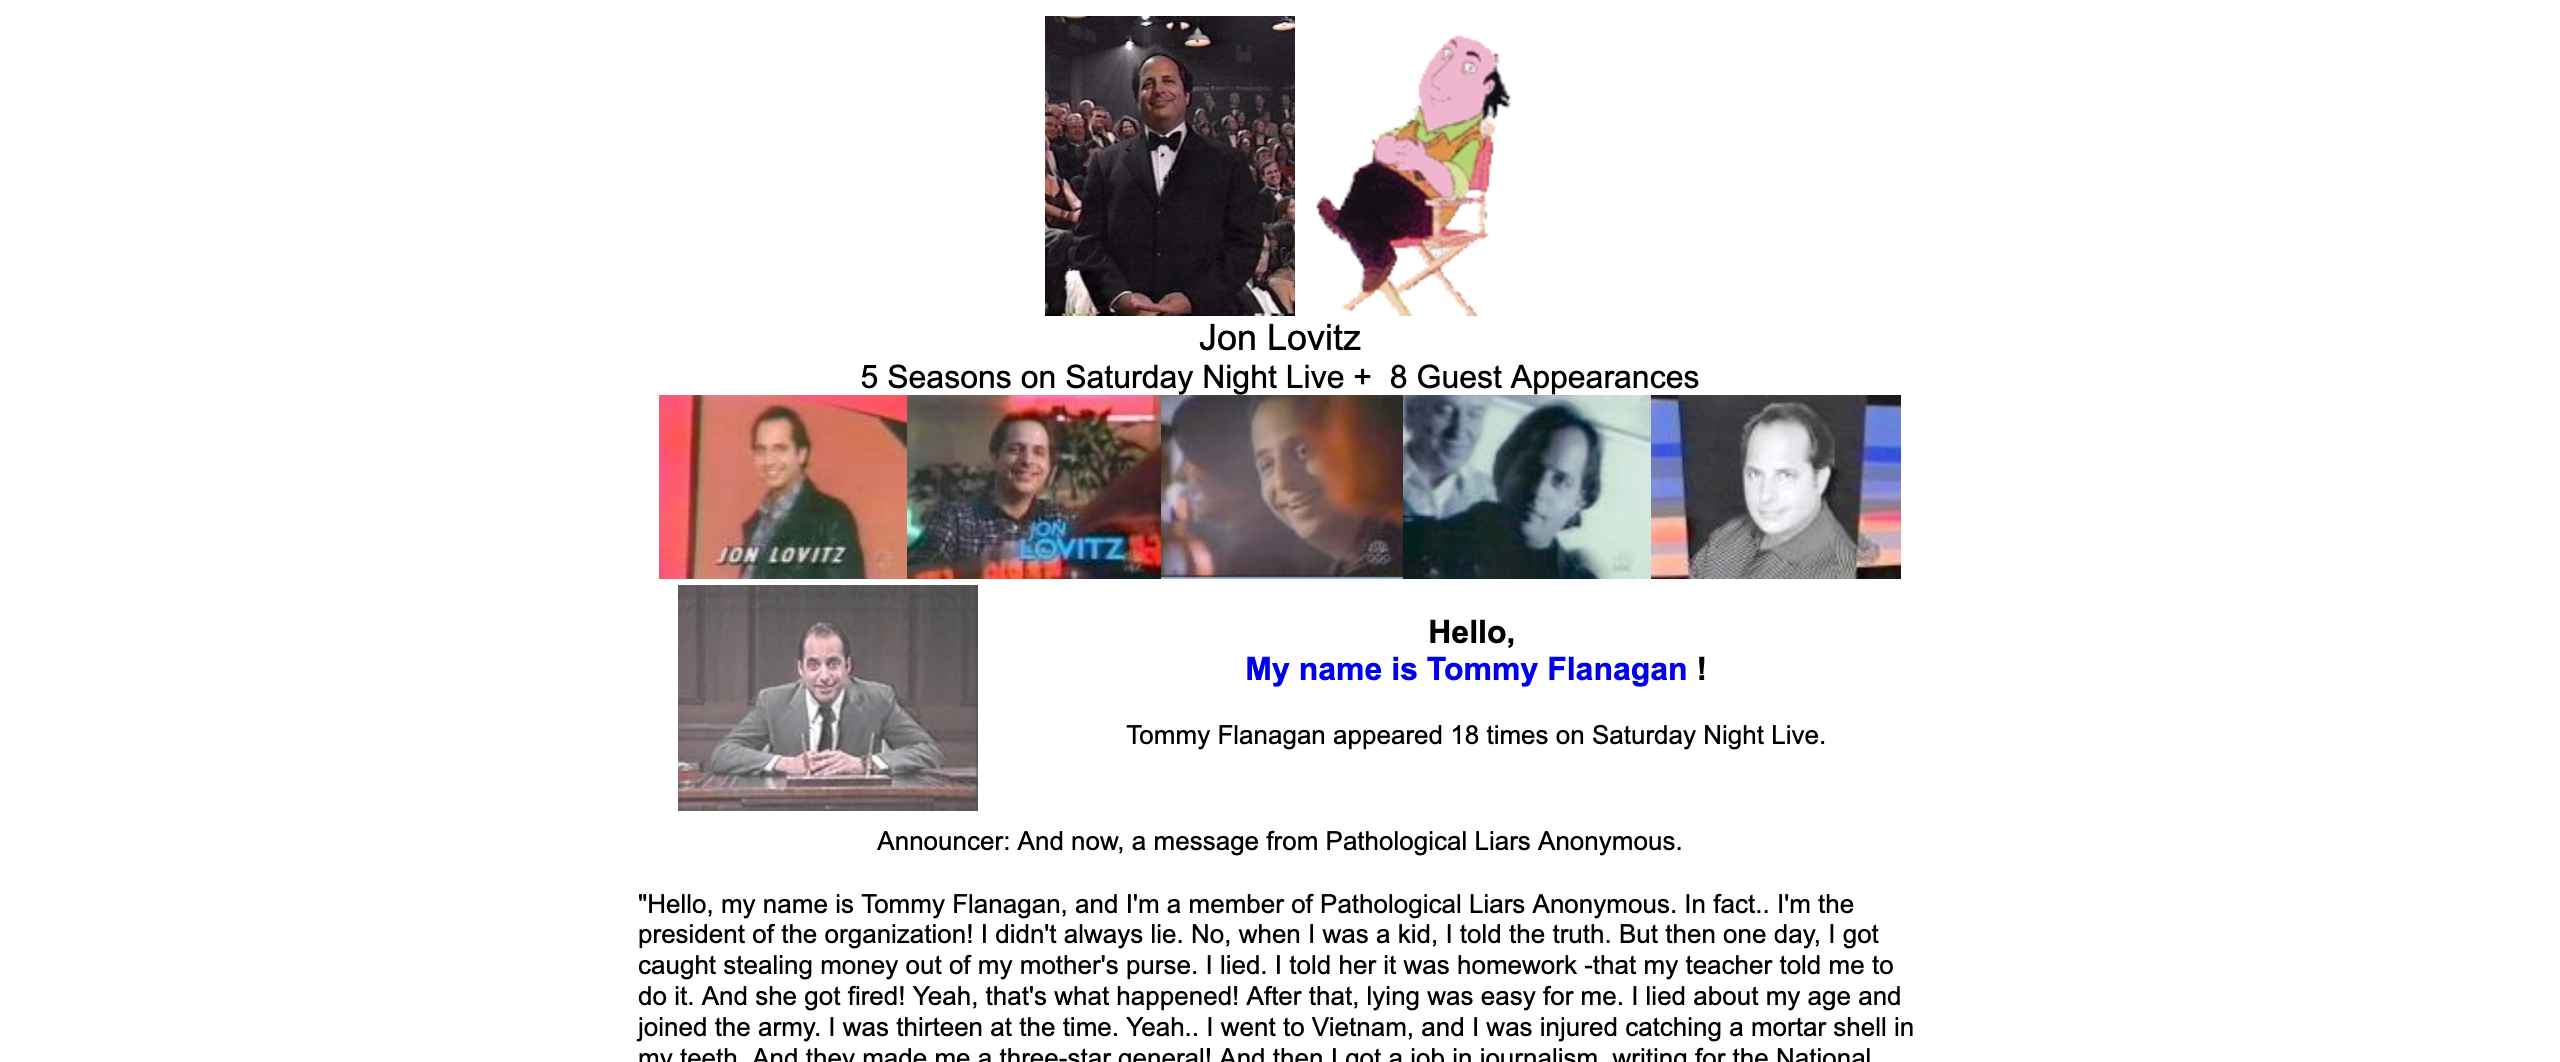 Jon Lovitz
5 Seasons on Saturday Night Live +  8 Guest Appearances
JON LOVITZ
JON
LOVITZ
Hello,
My name is Tommy Flanagan !
Tommy Flanagan appeared 18 times on Saturday Night Live.
Announcer: And now, a message from Pathological Liars Anonymous.
"Hello, my name is Tommy Flanagan, and I'm a member of Pathological Liars Anonymous. In fact.. I'm the
president of the organization! I didn't always lie. No, when I was a kid, I told the truth. But then one day, I got
caught stealing money out of my mother's purse. I lied. I told her it was homework -that my teacher told me to
do it. And she got fired! Yeah, that's what happened! After that, lying was easy for me. I lied about my age and
joined the army. I was thirteen at the time. Yeah.. I went to Vietnam, and I was injured catching a mortar shell in
my teeth. And they made me a three-star general! And then I got a job in journalism, writing for the National